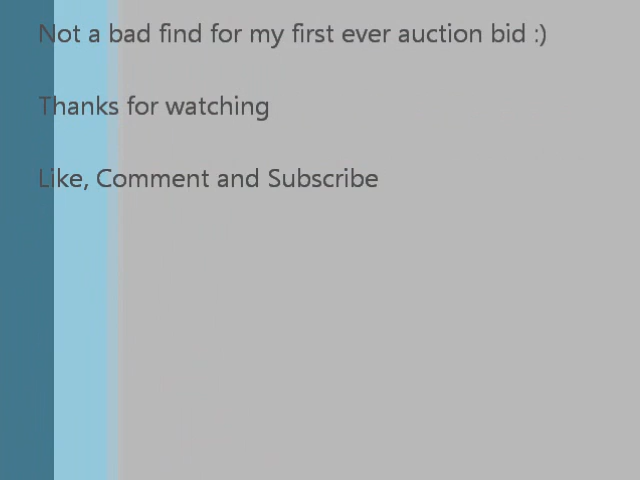 Not a bad find for my first ever auction bid :)
Thanks for watching
Like, Comment and Subscribe